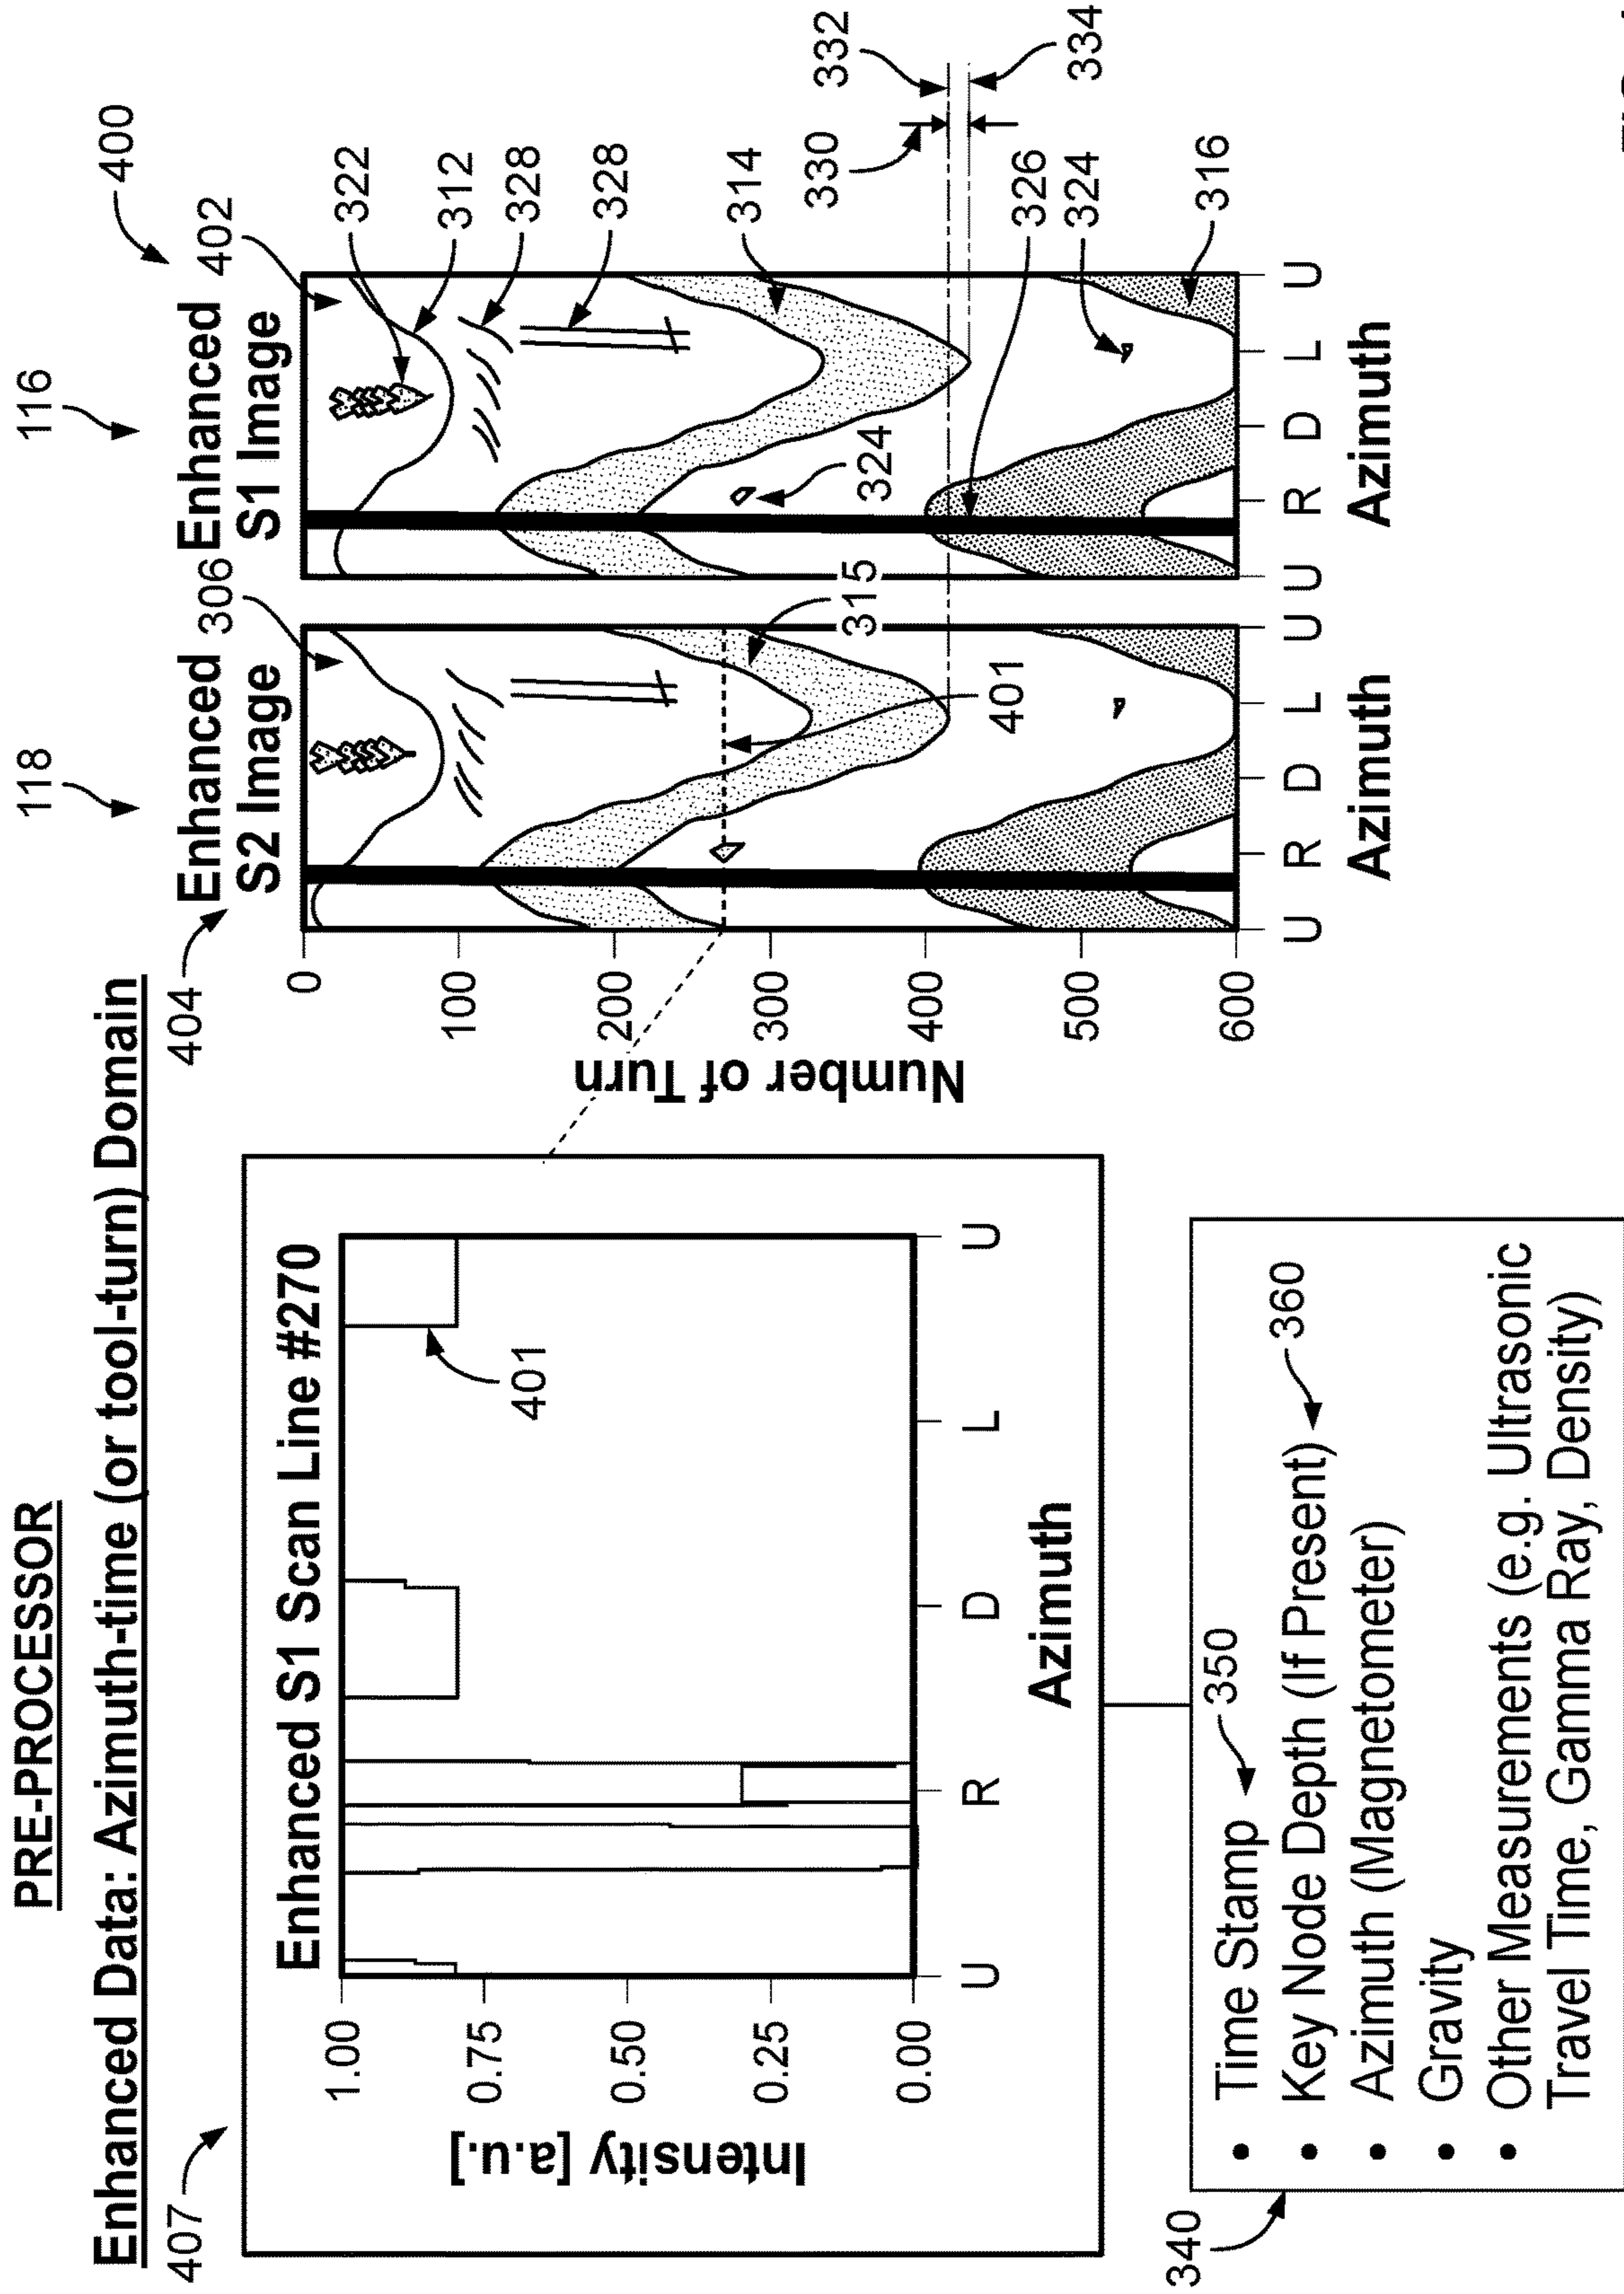 PRE-PROCESSOR
Enhanced Data: Azimuth-time (or tool-turn) Domain
407
Enhanced S1 Scan Line #270
Intensity [a.u.]
1.00
0.75
0.50
0.25
0.00
401
U
R
D
L
U
Azimuth
340
• Time Stamp 350
• Key Node Depth (If Present) 360
• Azimuth (Magnetometer)
• Gravity
• Other Measurements (e.g. Ultrasonic
Travel Time, Gamma Ray, Density)
118
116
404
Enhanced
S2 Image
306
Enhanced
S1 Image
402
400
Number of Turn
0
100
200
300
400
500
600
315
401
U
R
D
L
U
Azimuth
322
312
328
328
314
324
330
332
334
326
324
316
U
R
D
L
U
Azimuth